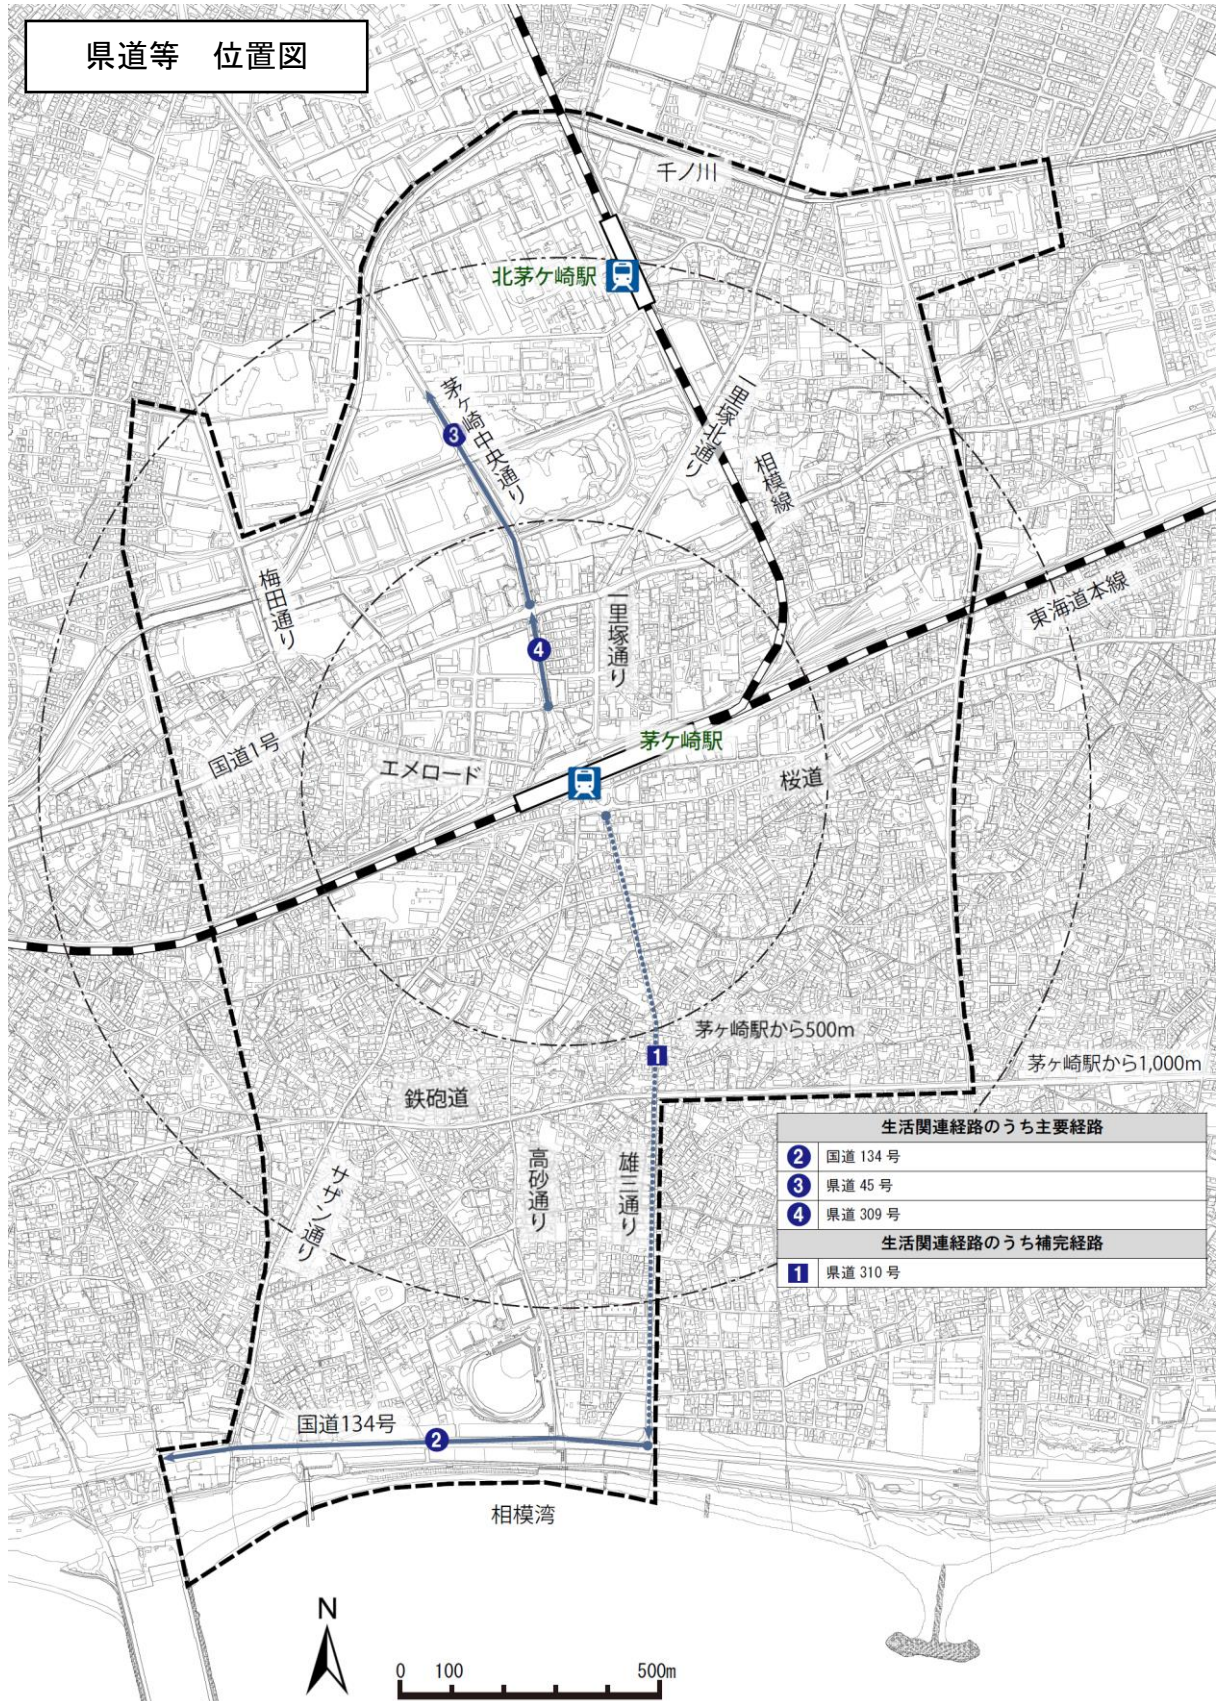 県道等　位置図
千ノ川
北茅ケ崎駅
茅ケ崎中央通り
3
一里塚北通り
相模線
梅田通り
一里塚通り
4
東海道本線
国道1号
エメロード
茅ケ崎駅
桜道
茅ヶ崎駅から500m
1
茅ヶ崎駅から1,000m
鉄砲道
サザン通り
高砂通り
雄三通り
生活関連経路のうち主要経路
2 国道 134 号
3 県道 45 号
4 県道 309 号
生活関連経路のうち補完経路
1 県道 310 号
国道134号
2
相模湾
N
0 100 500m